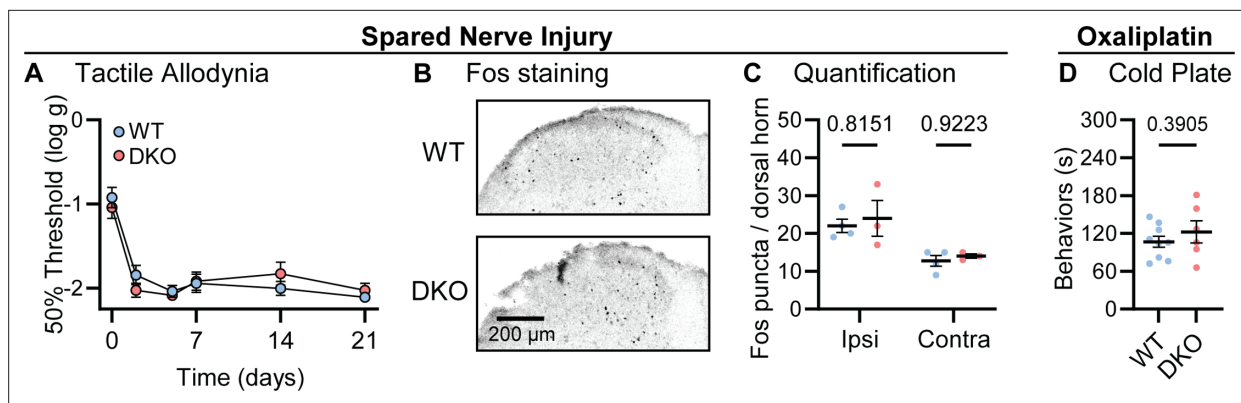 Spared Nerve Injury
Oxaliplatin
A Tactile Allodynia
B Fos staining
C Quantification
D Cold Plate
50% Threshold (log g)
0
-1
-2
WT
DKO
0 7 14 21
Time (days)
WT
DKO
200 µm
Fos puncta / dorsal horn
50
40
30
20
10
0
0.8151 0.9223
Ipsi Contra
Behaviors (s)
300
240
180
120
60
0
0.3905
WT DKO